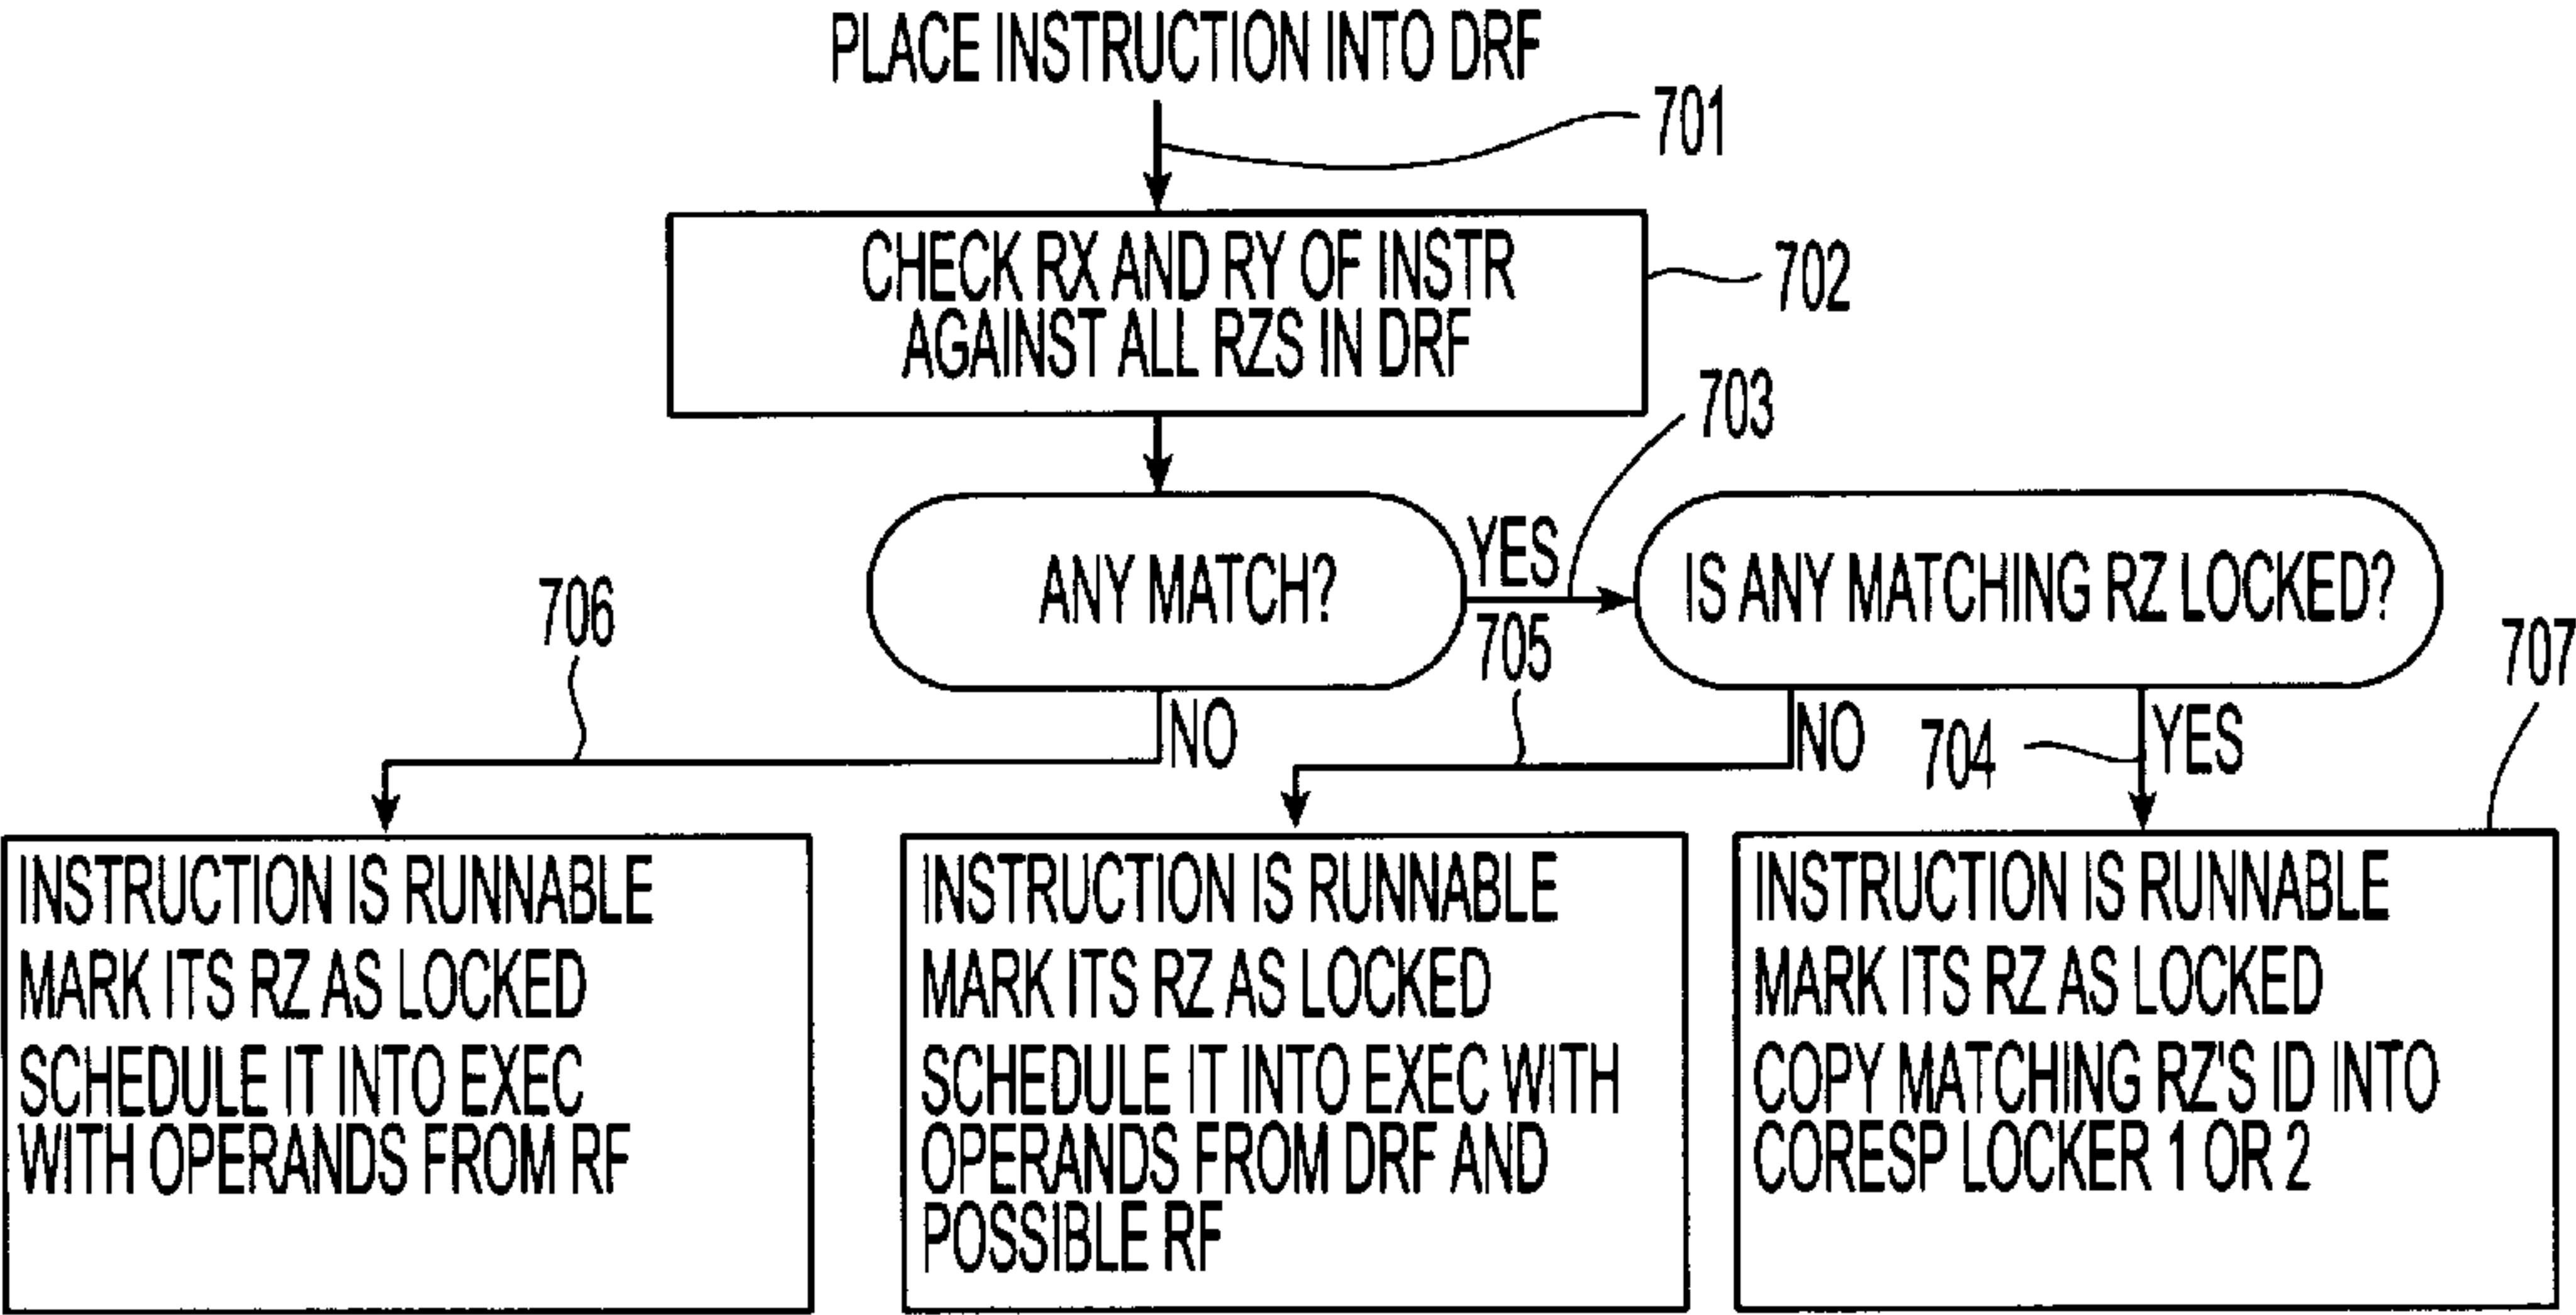 PLACE INSTRUCTION INTO DRF
701
CHECK RX AND RY OF INSTR
AGAINST ALL RZS IN DRF
702
703
ANY MATCH?
YES
IS ANY MATCHING RZ LOCKED?
706
NO
705
NO
704
YES
707
INSTRUCTION IS RUNNABLE
MARK ITS RZ AS LOCKED
SCHEDULE IT INTO EXEC
WITH OPERANDS FROM RF
INSTRUCTION IS RUNNABLE
MARK ITS RZ AS LOCKED
SCHEDULE IT INTO EXEC WITH
OPERANDS FROM DRF AND
POSSIBLE RF
INSTRUCTION IS RUNNABLE
MARK ITS RZ AS LOCKED
COPY MATCHING RZ'S ID INTO
CORESP LOCKER 1 OR 2